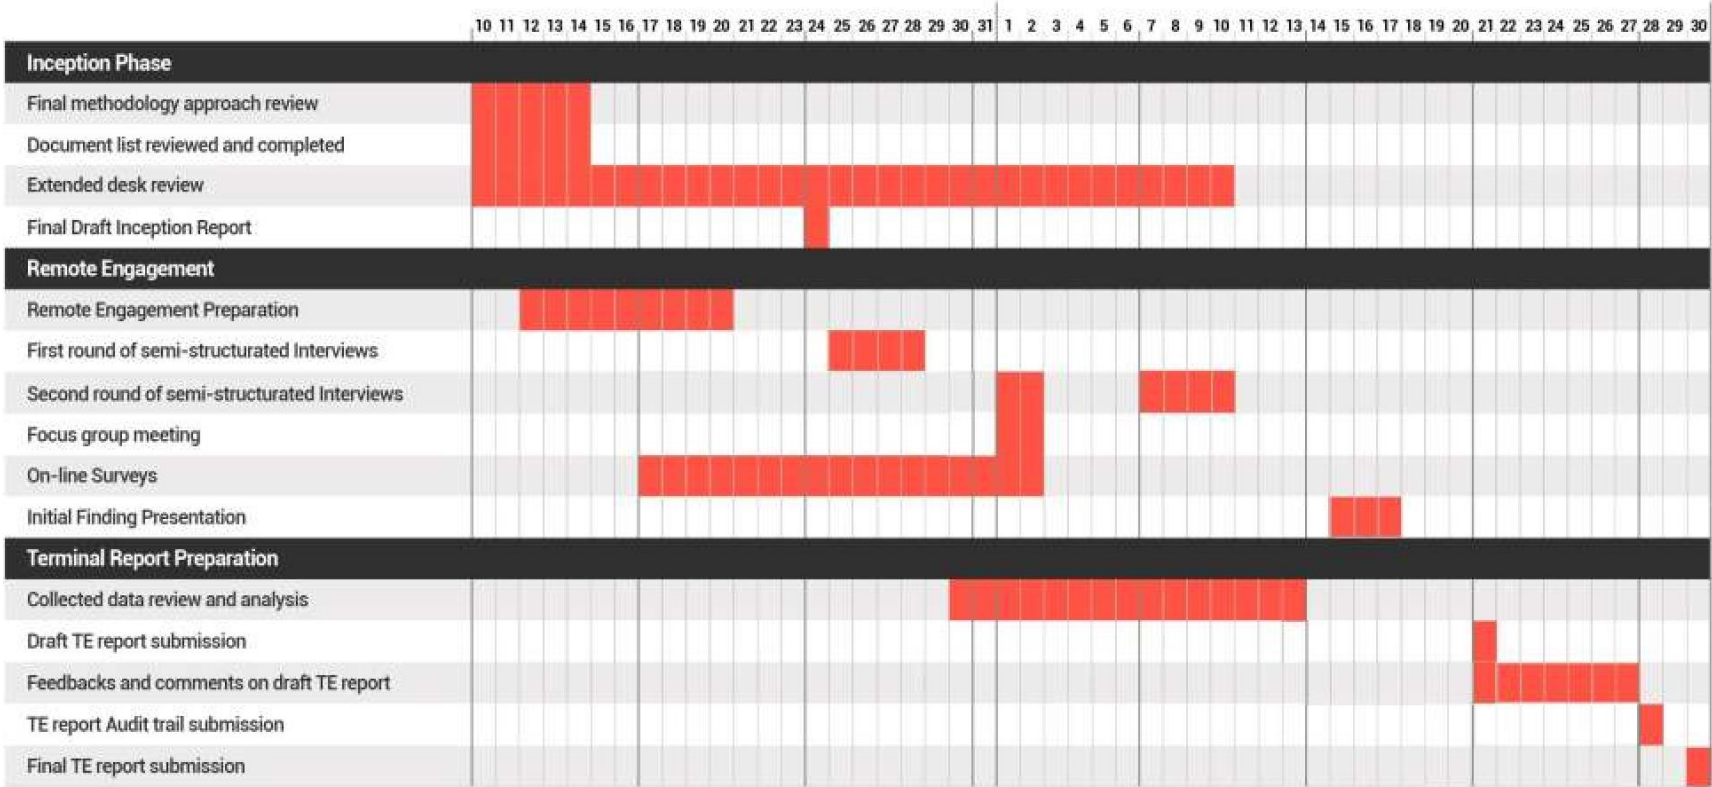 10 11 12 13 14 15 16 17 18 19 20 21 22 23 24 25 26 27 28 29 30 31 1 2 3 4 5 6 7 8 9 10 11 12 13 14 15 16 17 18 19 20 21 22 23 24 25 26 27 28 29 30
Inception Phase
Final methodology approach review
Document list reviewed and completed
Extended desk review
Final Draft Inception Report
Remote Engagement
Remote Engagement Preparation
First round of semi-structurated Interviews
Second round of semi-structurated Interviews
Focus group meeting
On-line Surveys
Initial Finding Presentation
Terminal Report Preparation
Collected data review and analysis
Draft TE report submission
Feedbacks and comments on draft TE report
TE report Audit trail submission
Final TE report submission